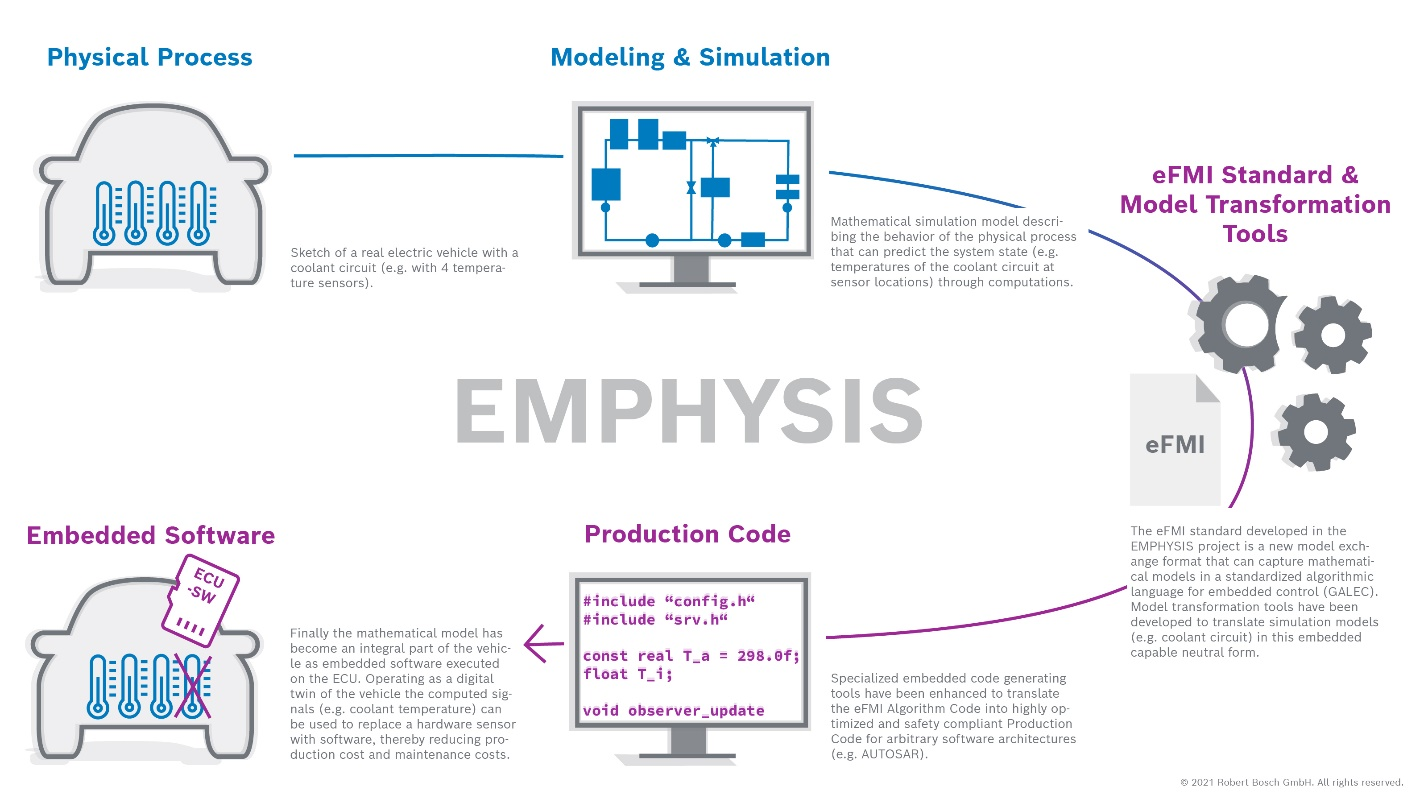 Physical Process
Sketch of a real electric vehicle with a
coolant circuit (e.g. with 4 tempera-
ture sensors).
Modeling & Simulation
Mathematical simulation model descri-
bing the behavior of the physical process
that can predict the system state (e.g.
temperatures of the coolant circuit at
sensor locations) through computations.
eFMI Standard &
Model Transformation
Tools
eFMI
The eFMI standard developed in the
EMPHYSIS project is a new model exch-
ange format that can capture mathemati-
cal models in a standardized algorithmic
language for embedded control (GALEC).
Model transformation tools have been
developed to translate simulation models
(e.g. coolant circuit) in this embedded
capable neutral form.
EMPHYSIS
Production Code
#include “config.h“
#include “srv.h“
const real T_a = 298.0f;
float T_i;
void observer_update
Specialized embedded code generating
tools have been enhanced to translate
the eFMI Algorithm Code into highly op-
timized and safety compliant Production
Code for arbitrary software architectures
(e.g. AUTOSAR).
Embedded Software
ECU
-SW
Finally the mathematical model has
become an integral part of the vehic-
le as embedded software executed
on the ECU. Operating as a digital
twin of the vehicle the computed sig-
nals (e.g. coolant temperature) can
be used to replace a hardware sensor
with software, thereby reducing pro-
duction cost and maintenance costs.
© 2021 Robert Bosch GmbH. All rights reserved.